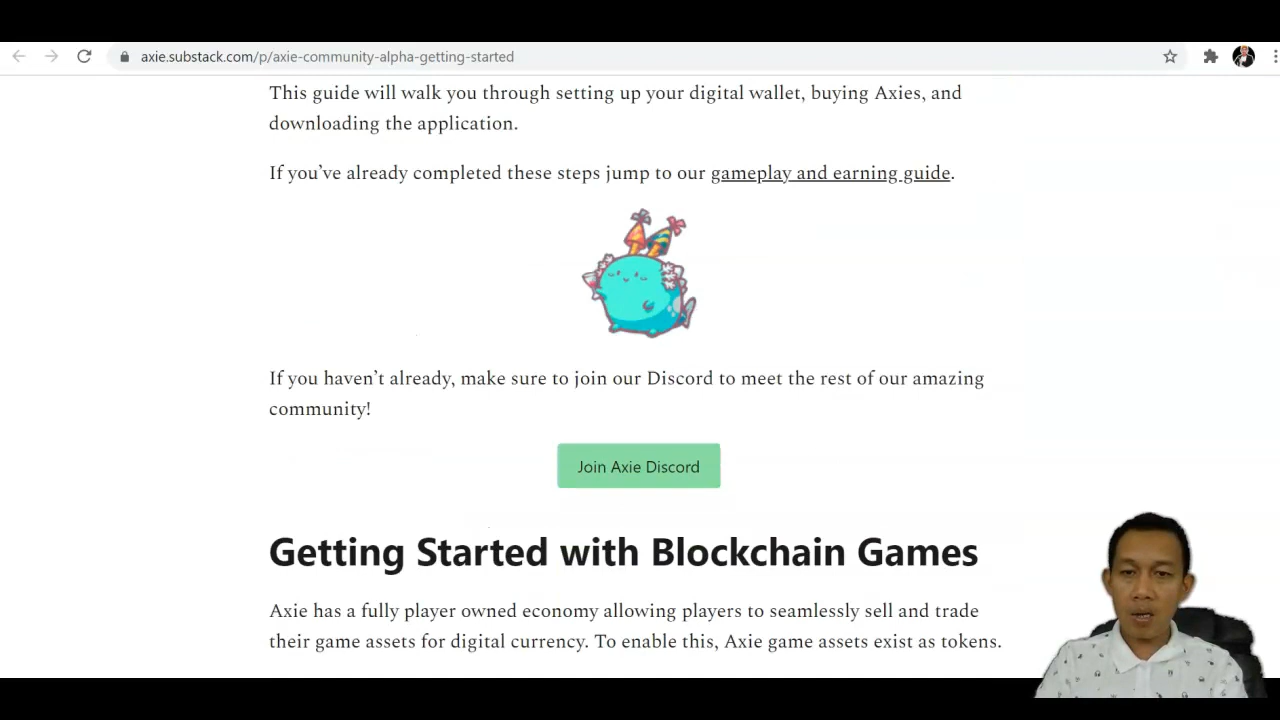 axie.substack.com/p/axie-community-alpha-getting-started
This guide will walk you through setting up your digital wallet, buying Axies, and
downloading the application.
If you’ve already completed these steps jump to our gameplay and earning guide.
If you haven’t already, make sure to join our Discord to meet the rest of our amazing
community!
Join Axie Discord
Getting Started with Blockchain Games
Axie has a fully player owned economy allowing players to seamlessly sell and trade
their game assets for digital currency. To enable this, Axie game assets exist as tokens.